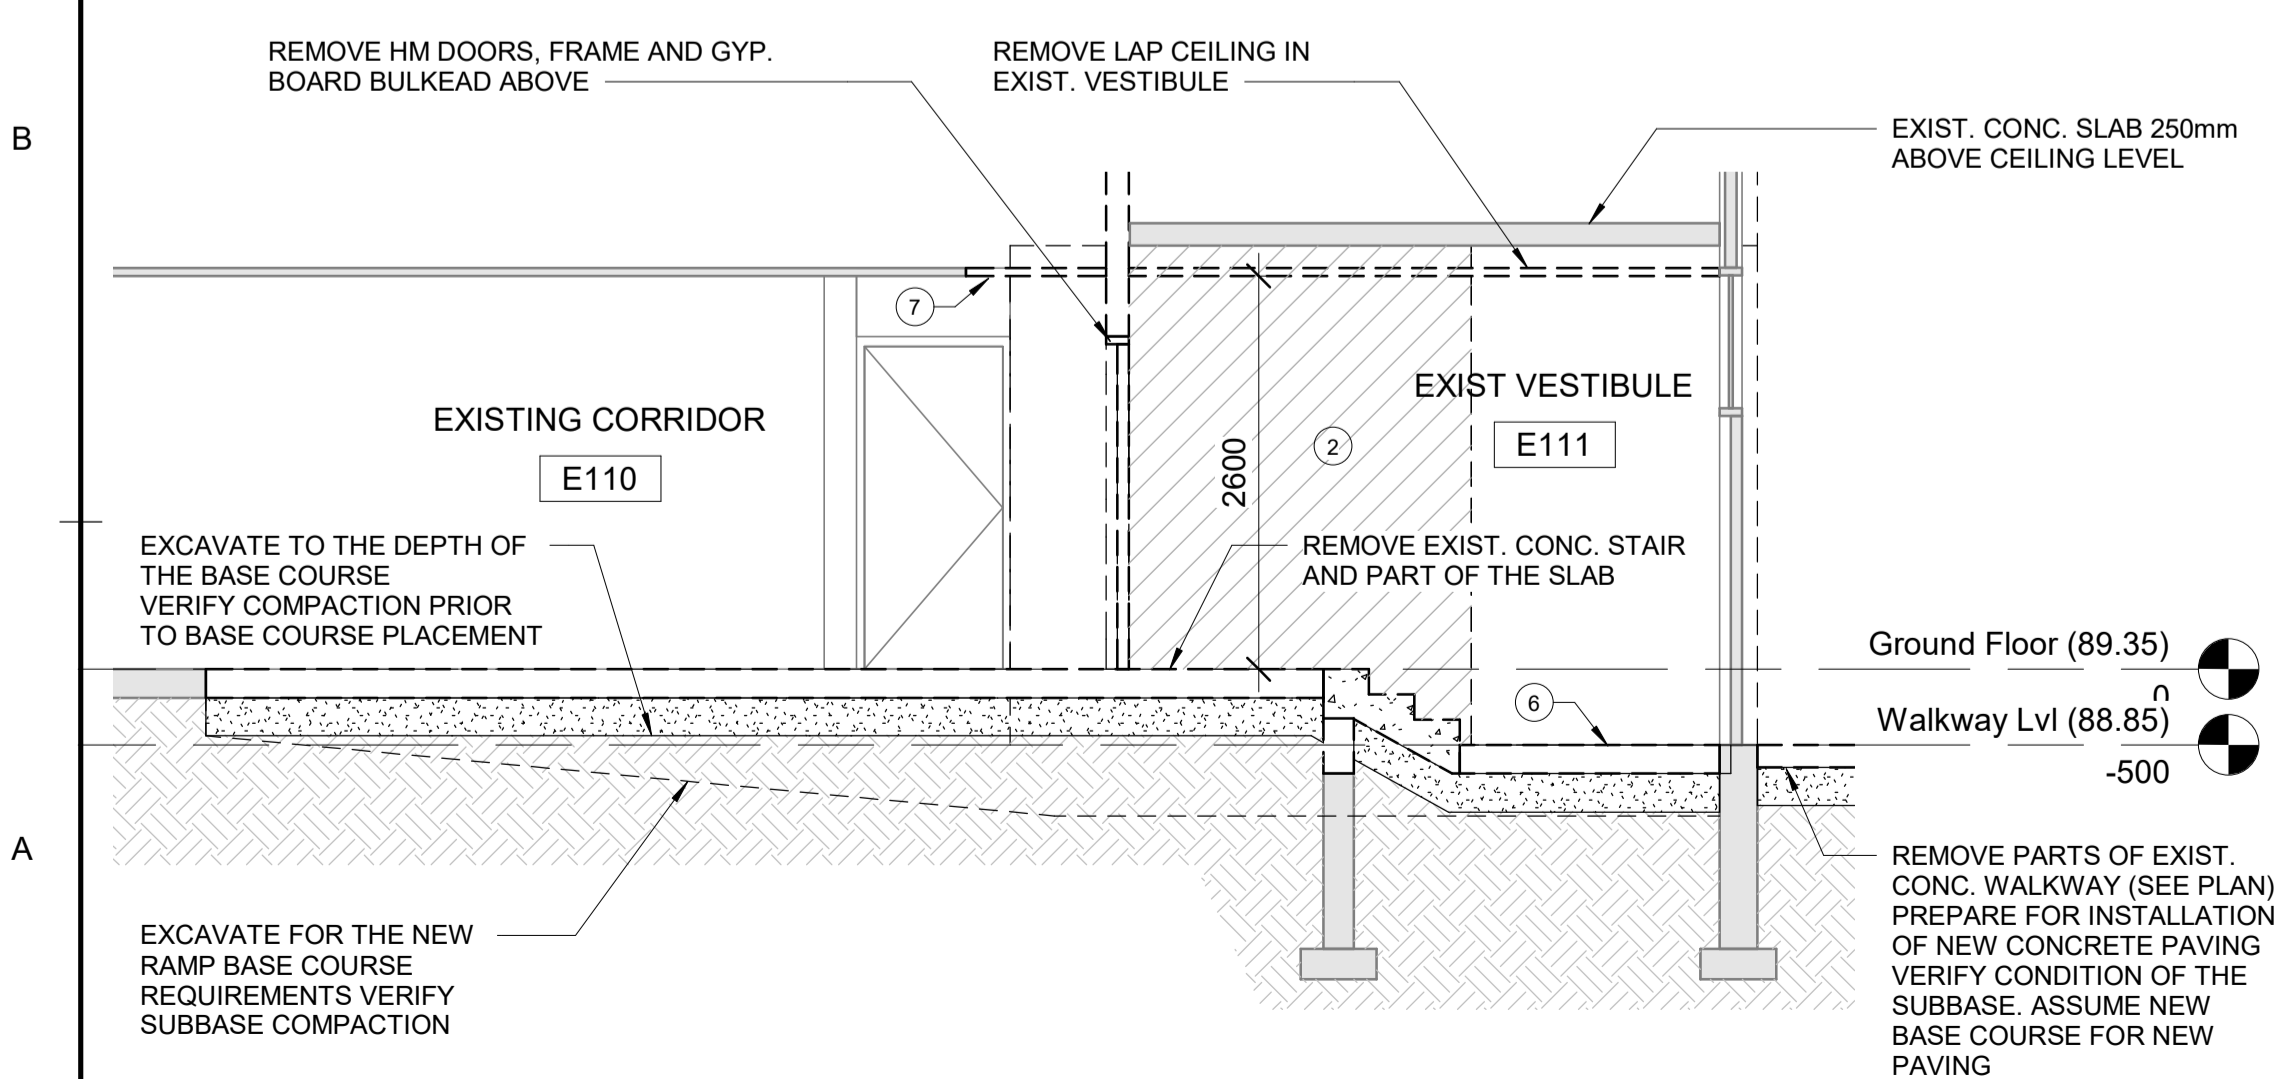 REMOVE HM DOORS, FRAME AND GYP.
BOARD BULKEAD ABOVE
REMOVE LAP CEILING IN
EXIST. VESTIBULE
EXIST. CONC. SLAB 250mm
ABOVE CEILING LEVEL
B
7
EXISTING CORRIDOR
E110
2
2600
EXIST VESTIBULE
E111
EXCAVATE TO THE DEPTH OF
THE BASE COURSE
VERIFY COMPACTION PRIOR
TO BASE COURSE PLACEMENT
REMOVE EXIST. CONC. STAIR
AND PART OF THE SLAB
Ground Floor (89.35)
0
6
Walkway Lvl (88.85)
-500
A
EXCAVATE FOR THE NEW
RAMP BASE COURSE
REQUIREMENTS VERIFY
SUBBASE COMPACTION
REMOVE PARTS OF EXIST.
CONC. WALKWAY (SEE PLAN)
PREPARE FOR INSTALLATION
OF NEW CONCRETE PAVING
VERIFY CONDITION OF THE
SUBBASE. ASSUME NEW
BASE COURSE FOR NEW
PAVING